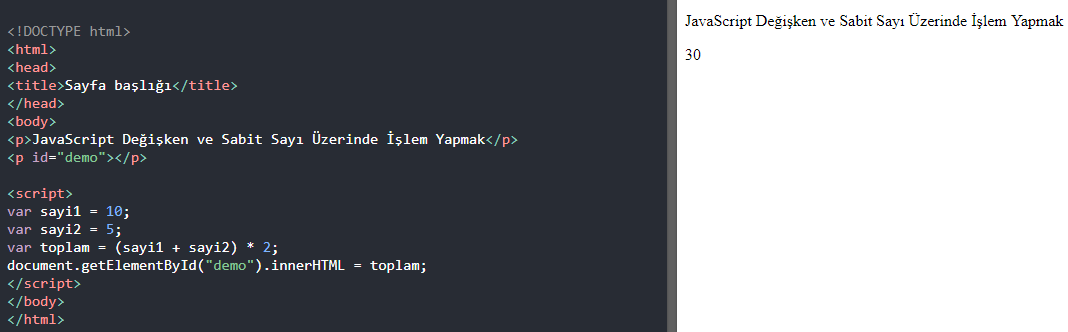 <!DOCTYPE html>
<html>
<head>
<title>Sayfa başlığı</title>
</head>
<body>
<p>JavaScript Değişken ve Sabit Sayı Üzerinde İşlem Yapmak</p>
<p id="demo"></p>
<script>
var sayi1 = 10;
var sayi2 = 5;
var toplam = (sayi1 + sayi2) * 2;
document.getElementById("demo").innerHTML = toplam;
</script>
</body>
</html>
JavaScript Değişken ve Sabit Sayı Üzerinde İşlem Yapmak
30